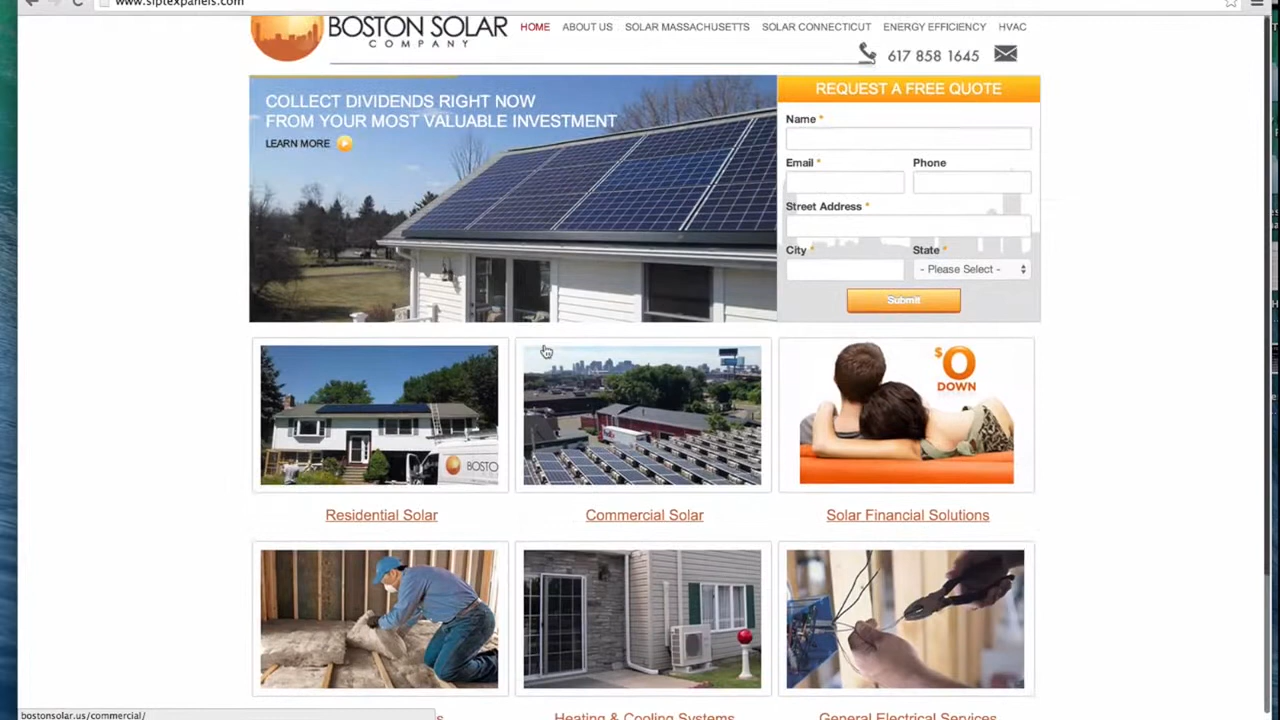 www.siptexpanels.com
BOSTON SOLAR
COMPANY
HOME ABOUT US SOLAR MASSACHUSETTS SOLAR CONNECTICUT ENERGY EFFICIENCY HVAC
617 858 1645
COLLECT DIVIDENDS RIGHT NOW
FROM YOUR MOST VALUABLE INVESTMENT
LEARN MORE
REQUEST A FREE QUOTE
Name *
Email * Phone
Street Address *
City * State *
- Please Select -
Submit
BOSTON
$0
DOWN
Residential Solar Commercial Solar Solar Financial Solutions
Heating & Cooling Systems General Electrical Services
bostonsolar.us/commercial/